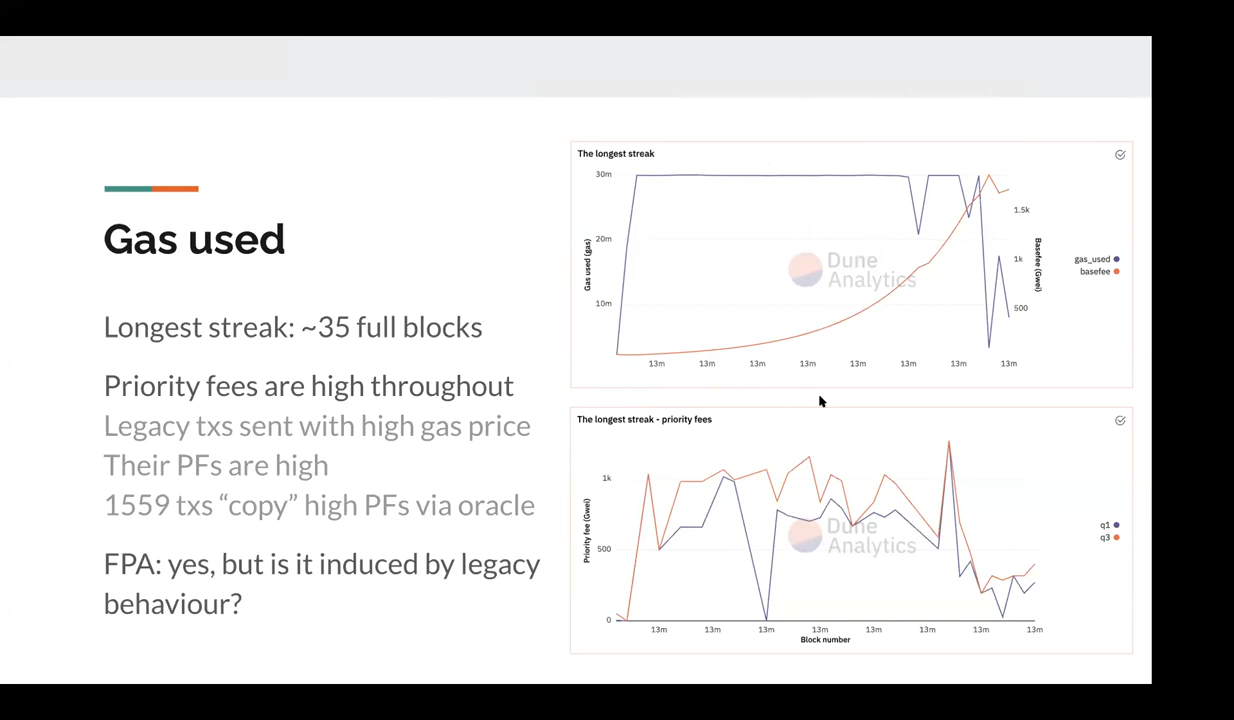 Gas used
Longest streak: ~35 full blocks
Priority fees are high throughout
Legacy txs sent with high gas price
Their PFs are high
1559 txs “copy” high PFs via oracle
FPA: yes, but is it induced by legacy
behaviour?
The longest streak
30m
20m
10m
Gas used (gas)
1.5k
1k
500
Basefee (Gwei)
gas_used
basefee
Dune
Analytics
13m 13m 13m 13m 13m 13m 13m 13m
The longest streak - priority fees
1k
500
0
Priority fee (Gwei)
q1
q3
Dune
Analytics
13m 13m 13m 13m 13m 13m 13m 13m
Block number